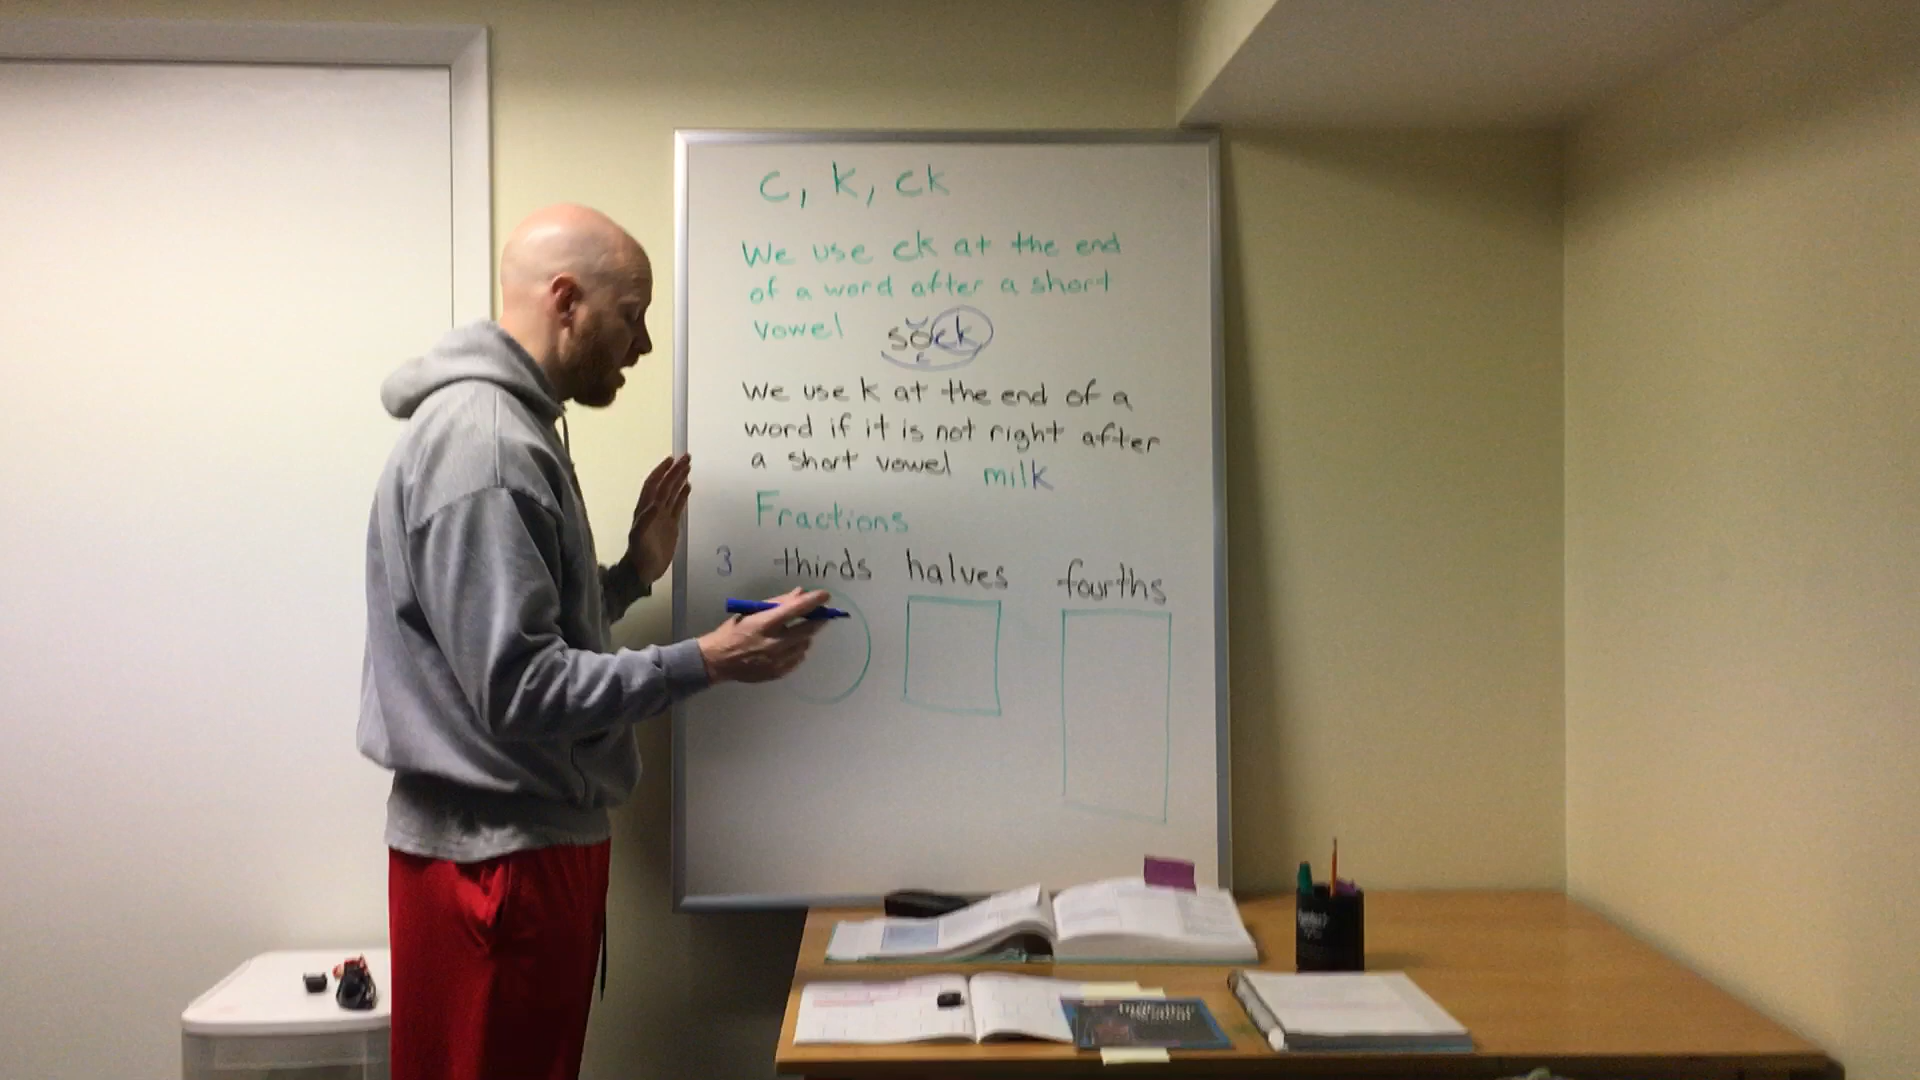 c, k, ck
We use ck at the end
of a word after a short
vowel sock
We use k at the end of a
word if it is not right after
a short vowel milk
Fractions
3 thirds halves fourths